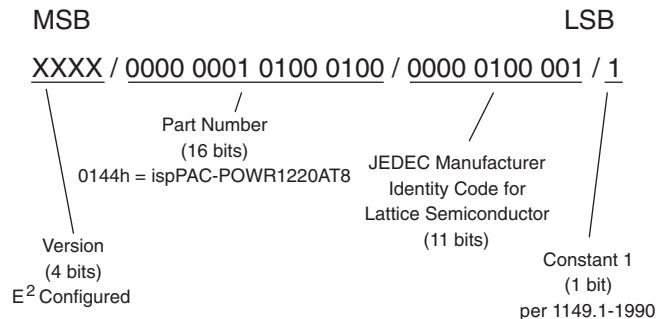 MSB LSB
XXXX / 0000 0001 0100 0100 / 0000 0100 001 / 1
Part Number
(16 bits)
0144h = ispPAC-POWR1220AT8
JEDEC Manufacturer
Identity Code for
Lattice Semiconductor
(11 bits)
Version
(4 bits)
E² Configured
Constant 1
(1 bit)
per 1149.1-1990